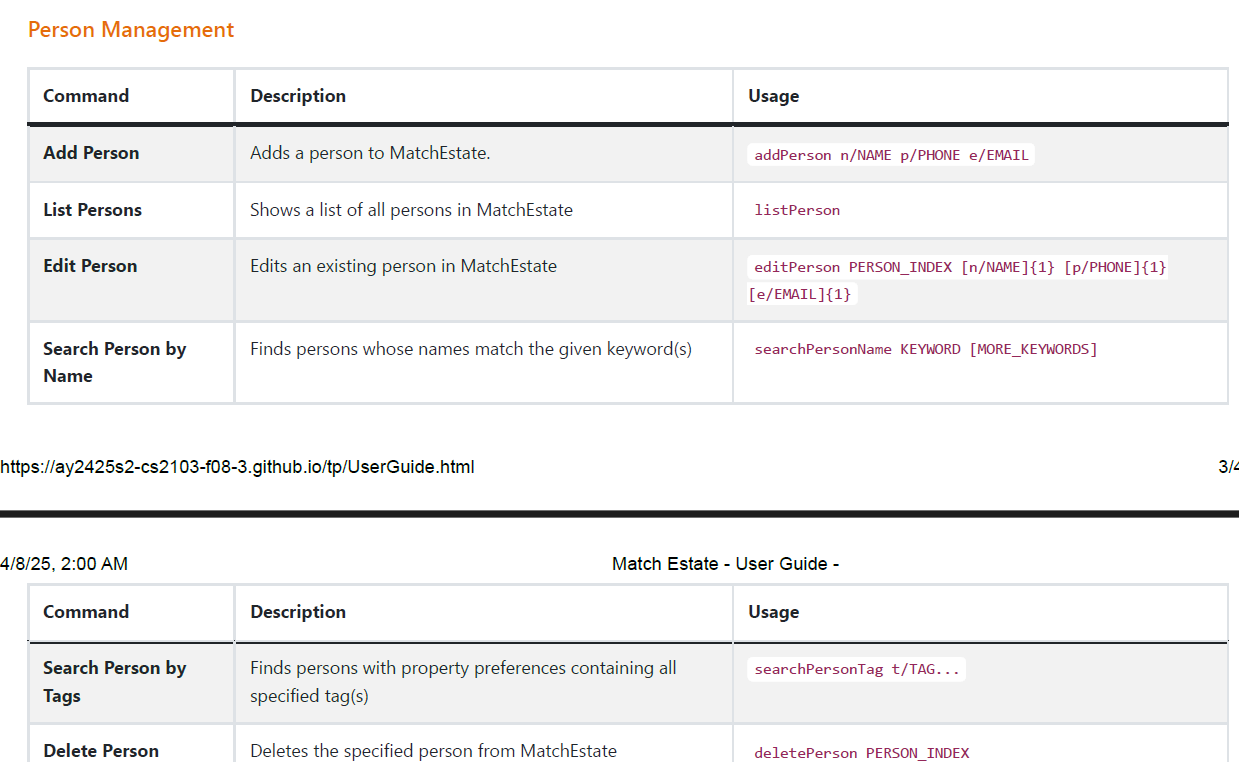 Person Management
Command Description Usage
Add Person Adds a person to MatchEstate. addPerson n/NAME p/PHONE e/EMAIL
List Persons Shows a list of all persons in MatchEstate listPerson
Edit Person Edits an existing person in MatchEstate editPerson PERSON_INDEX [n/NAME]{1} [p/PHONE]{1}
[e/EMAIL]{1}
Search Person by Finds persons whose names match the given keyword(s) searchPersonName KEYWORD [MORE_KEYWORDS]
Name
https://ay2425s2-cs2103-f08-3.github.io/tp/UserGuide.html 3/4
4/8/25, 2:00 AM Match Estate - User Guide -
Command Description Usage
Search Person by Finds persons with property preferences containing all searchPersonTag t/TAG...
Tags specified tag(s)
Delete Person Deletes the specified person from MatchEstate deletePerson PERSON_INDEX